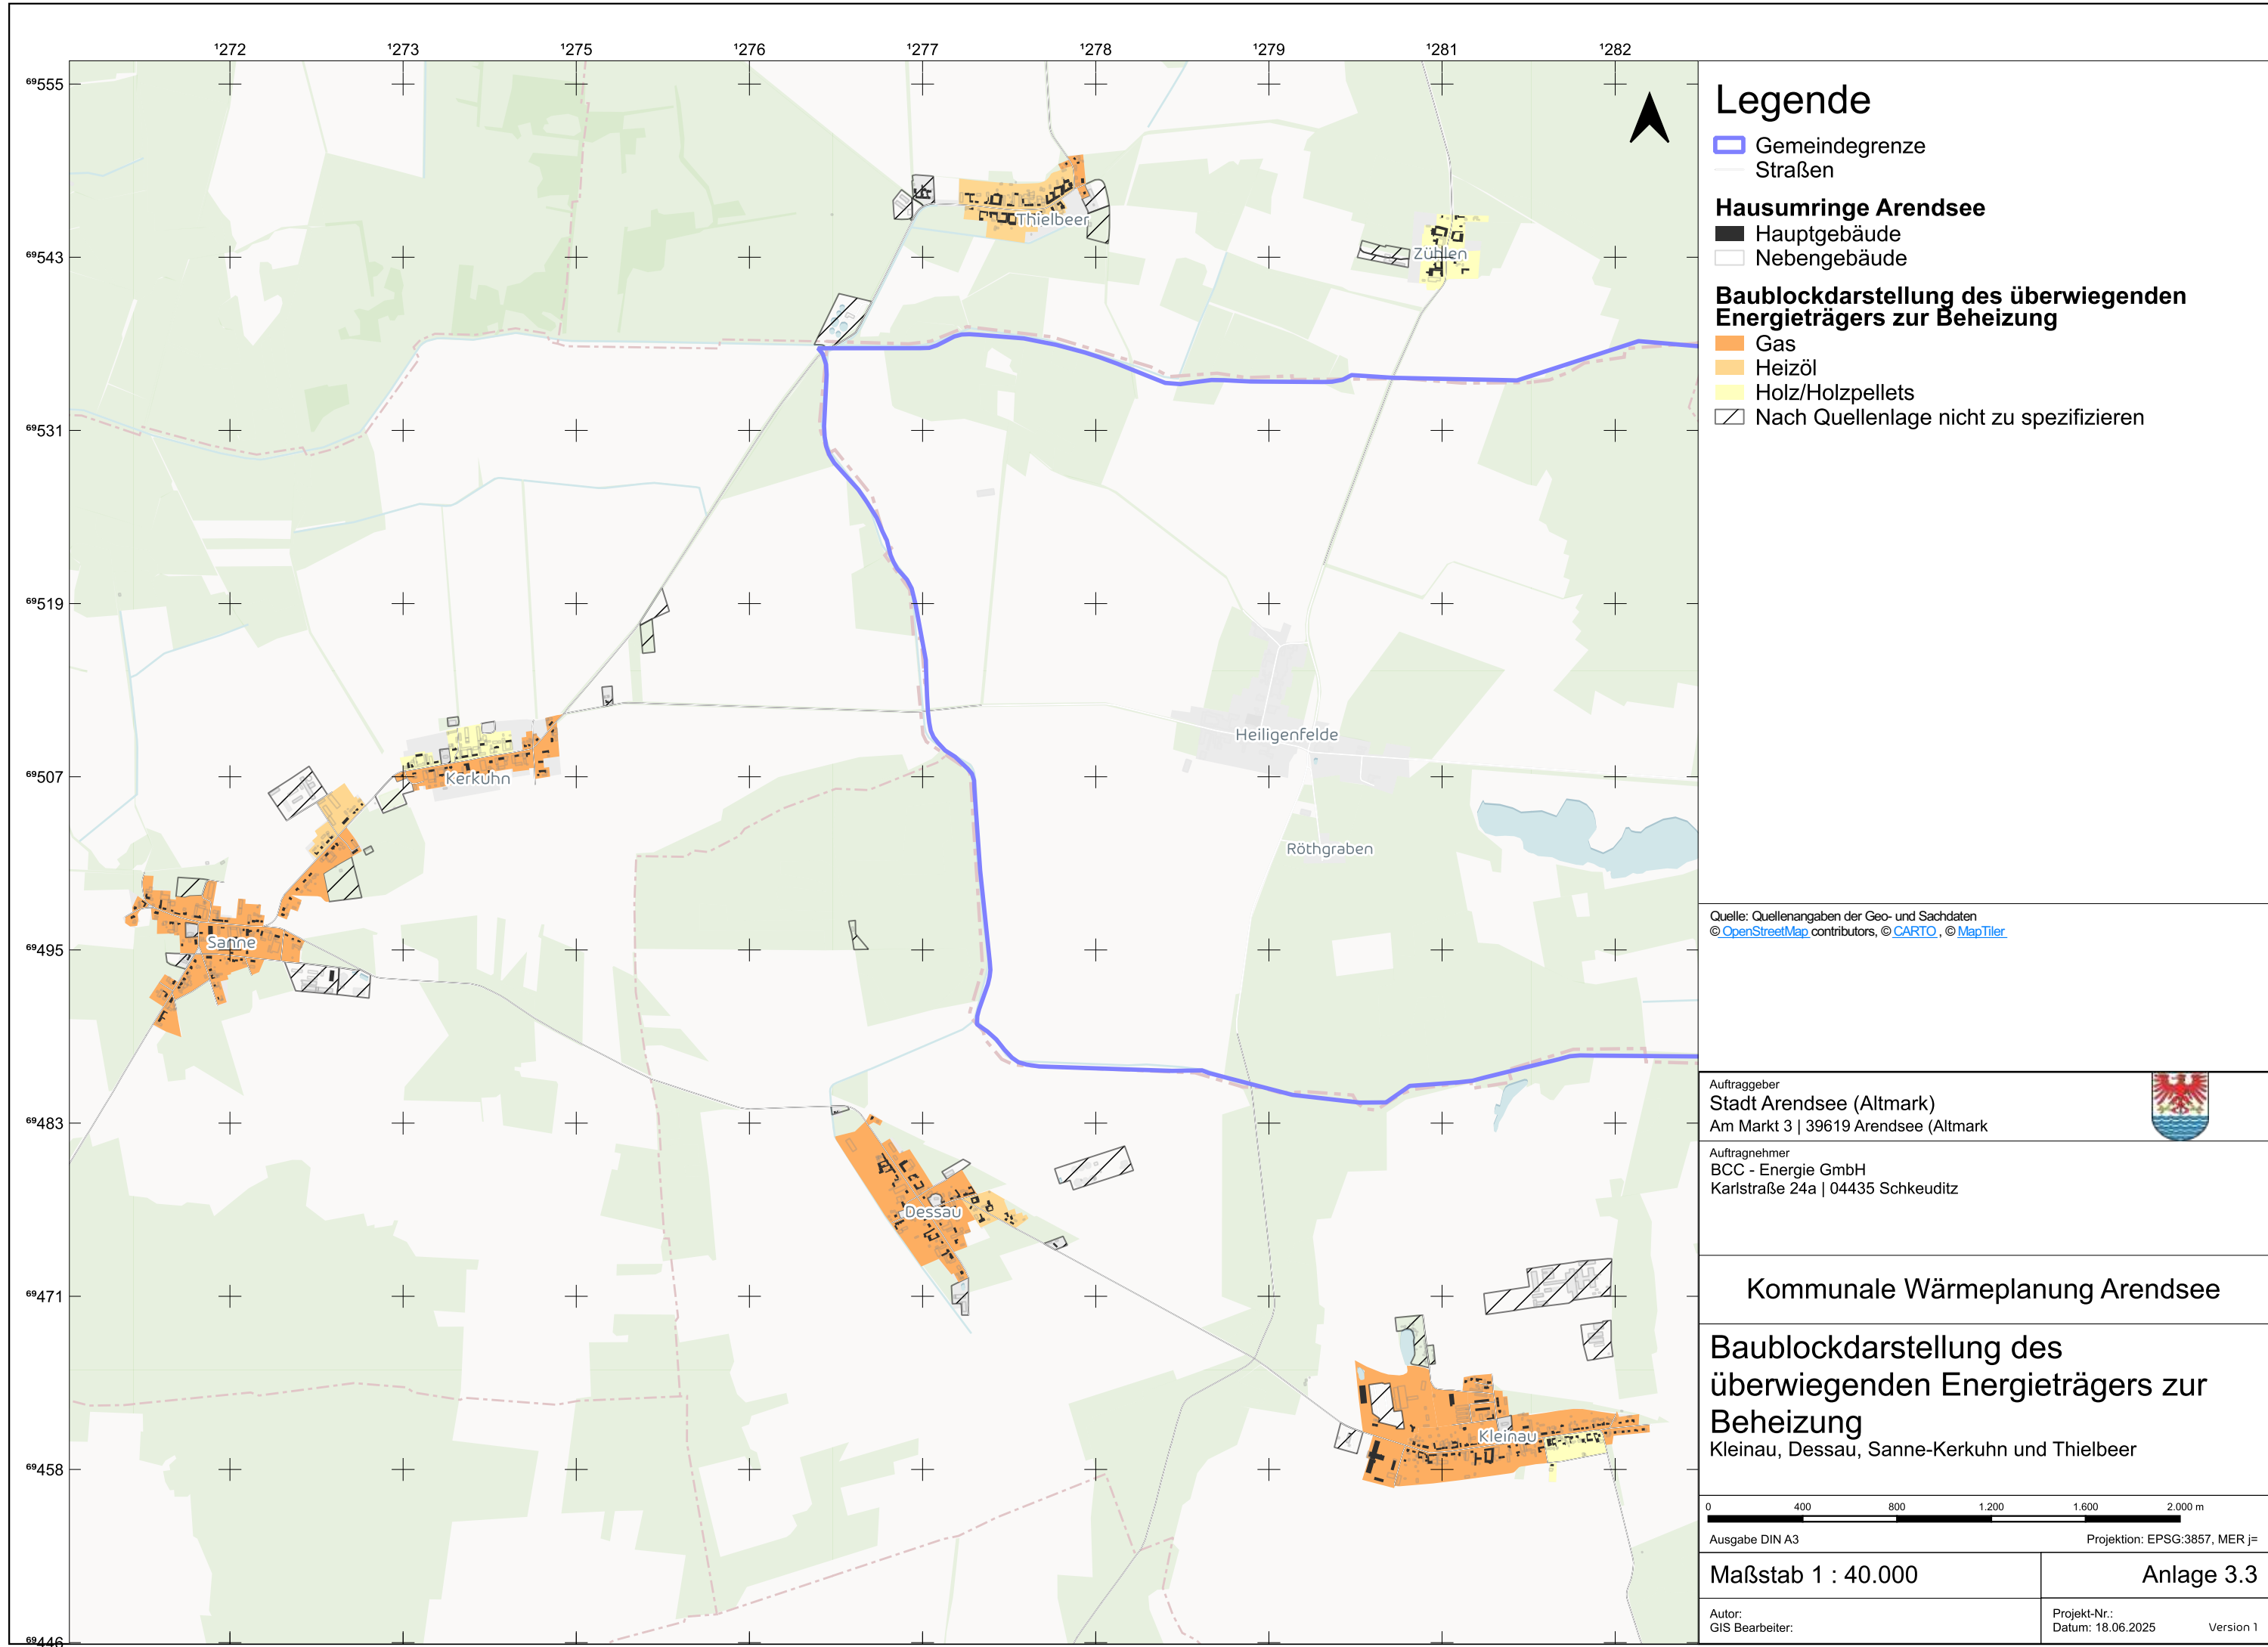 ¹272 ¹273 ¹275 ¹276 ¹277 ¹278 ¹279 ¹281 ¹282
⁶⁹555
⁶⁹543
⁶⁹531
⁶⁹519
⁶⁹507
⁶⁹495
⁶⁹483
⁶⁹471
⁶⁹458
⁶⁹446
Thielbeer
Zühlen
Heiligenfelde
Kerkuhn
Röthgraben
Sanne
Dessau
Kleinau
Legende
Gemeindegrenze
Straßen
Hausumringe Arendsee
Hauptgebäude
Nebengebäude
Baublockdarstellung des überwiegenden
Energieträgers zur Beheizung
Gas
Heizöl
Holz/Holzpellets
Nach Quellenlage nicht zu spezifizieren
Quelle: Quellenangaben der Geo- und Sachdaten
© OpenStreetMap contributors, © CARTO , © MapTiler
Auftraggeber
Stadt Arendsee (Altmark)
Am Markt 3 | 39619 Arendsee (Altmark
Auftragnehmer
BCC - Energie GmbH
Karlstraße 24a | 04435 Schkeuditz
Kommunale Wärmeplanung Arendsee
Baublockdarstellung des
überwiegenden Energieträgers zur
Beheizung
Kleinau, Dessau, Sanne-Kerkuhn und Thielbeer
0 400 800 1.200 1.600 2.000 m
Ausgabe DIN A3 Projektion: EPSG:3857, MER j=
Maßstab 1 : 40.000 Anlage 3.3
Autor: Projekt-Nr.:
GIS Bearbeiter: Datum: 18.06.2025 Version 1